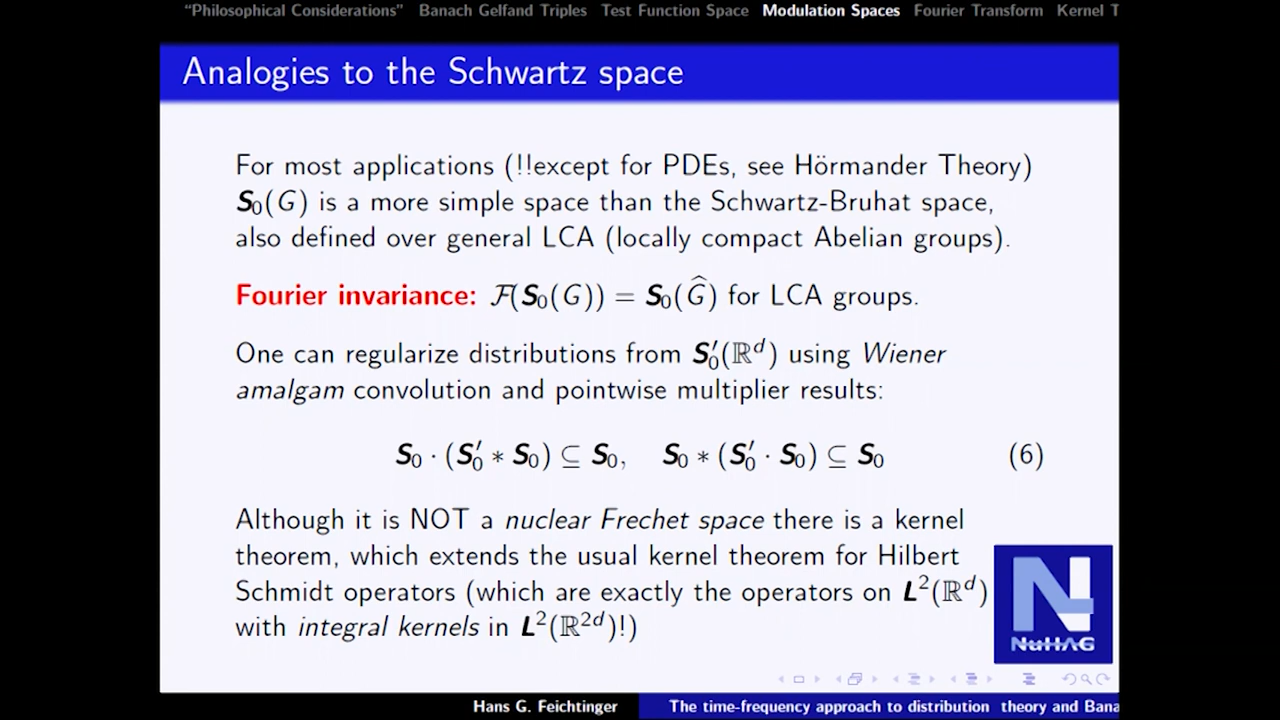 “Philosophical Considerations” Banach Gelfand Triples Test Function Space Modulation Spaces Fourier Transform Kernel T
Analogies to the Schwartz space
For most applications (!!except for PDEs, see Hörmander Theory)
S₀(G) is a more simple space than the Schwartz-Bruhat space,
also defined over general LCA (locally compact Abelian groups).
Fourier invariance: ℱ(S₀(G)) = S₀(Ĝ) for LCA groups.
One can regularize distributions from S₀′(ℝᵈ) using Wiener
amalgam convolution and pointwise multiplier results:
S₀ · (S₀′ ∗ S₀) ⊆ S₀, S₀ ∗ (S₀′ · S₀) ⊆ S₀ (6)
Although it is NOT a nuclear Frechet space there is a kernel
theorem, which extends the usual kernel theorem for Hilbert
Schmidt operators (which are exactly the operators on L²(ℝᵈ)
with integral kernels in L²(ℝ²ᵈ)!)
NuHAG
Hans G. Feichtinger The time-frequency approach to distribution theory and Bana